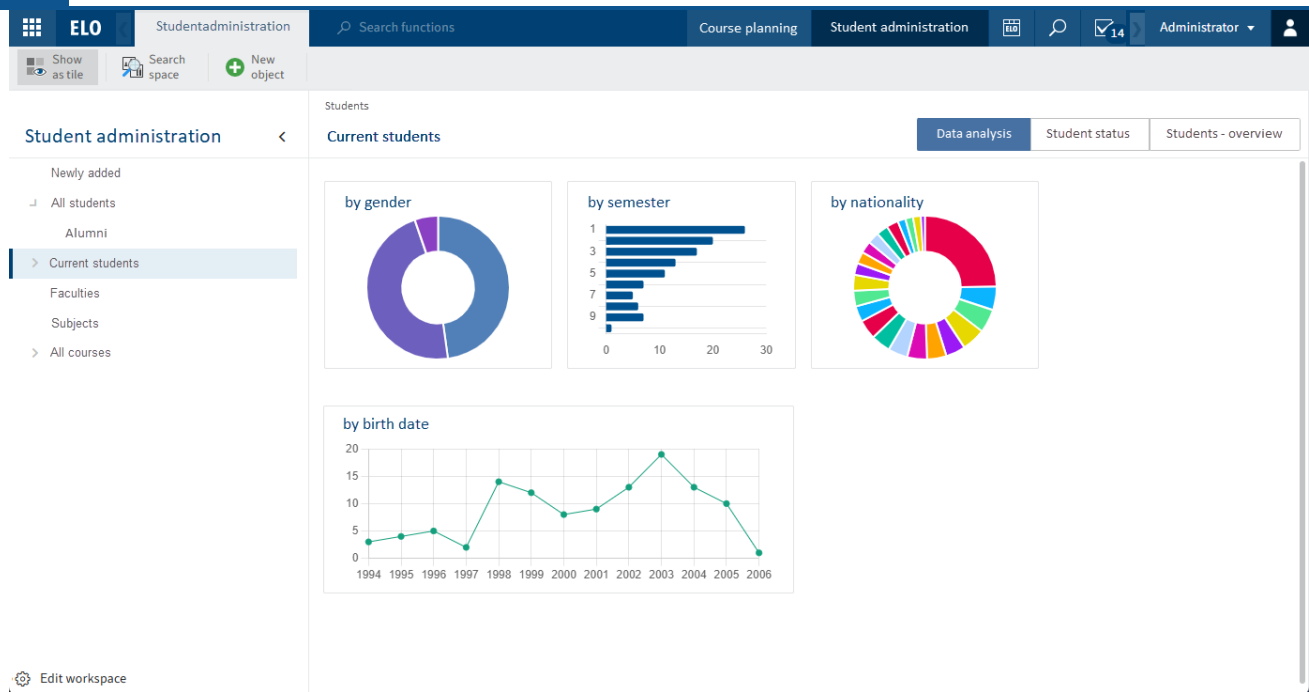 ELO
Studentadministration
Search functions
Course planning
Student administration
ELO
14
Administrator
Show
as tile
Search
space
New
object
Student administration
Newly added
All students
Alumni
Current students
Faculties
Subjects
All courses
Edit workspace
Students
Current students
Data analysis
Student status
Students - overview
by gender
by semester
1
3
5
7
9
0 10 20 30
by nationality
by birth date
20
15
10
5
0
1994 1995 1996 1997 1998 1999 2000 2001 2002 2003 2004 2005 2006